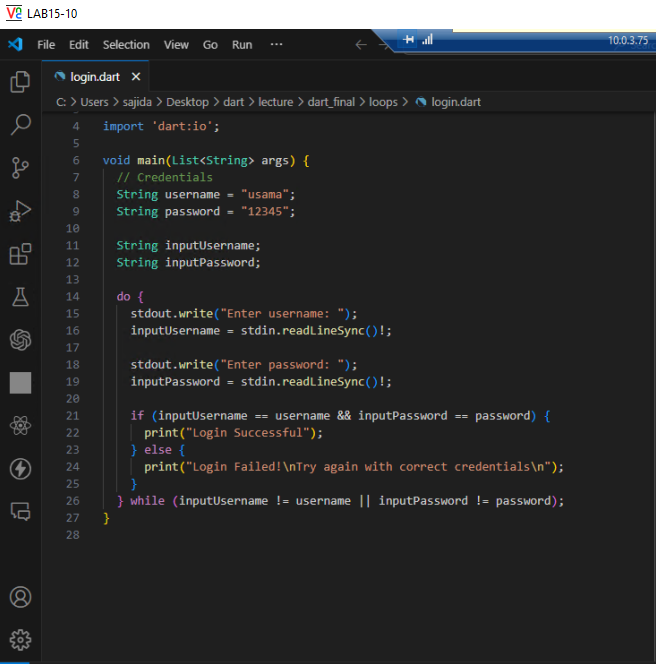 LAB15-10
File Edit Selection View Go Run ···
10.0.3.75
login.dart
C: > Users > sajida > Desktop > dart > lecture > dart_final > loops > login.dart
4 import 'dart:io';
5
6 void main(List<String> args) {
7 // Credentials
8 String username = "usama";
9 String password = "12345";
10
11 String inputUsername;
12 String inputPassword;
13
14 do {
15 stdout.write("Enter username: ");
16 inputUsername = stdin.readLineSync()!;
17
18 stdout.write("Enter password: ");
19 inputPassword = stdin.readLineSync()!;
20
21 if (inputUsername == username && inputPassword == password) {
22 print("Login Successful");
23 } else {
24 print("Login Failed!\nTry again with correct credentials\n");
25 }
26 } while (inputUsername != username || inputPassword != password);
27 }
28